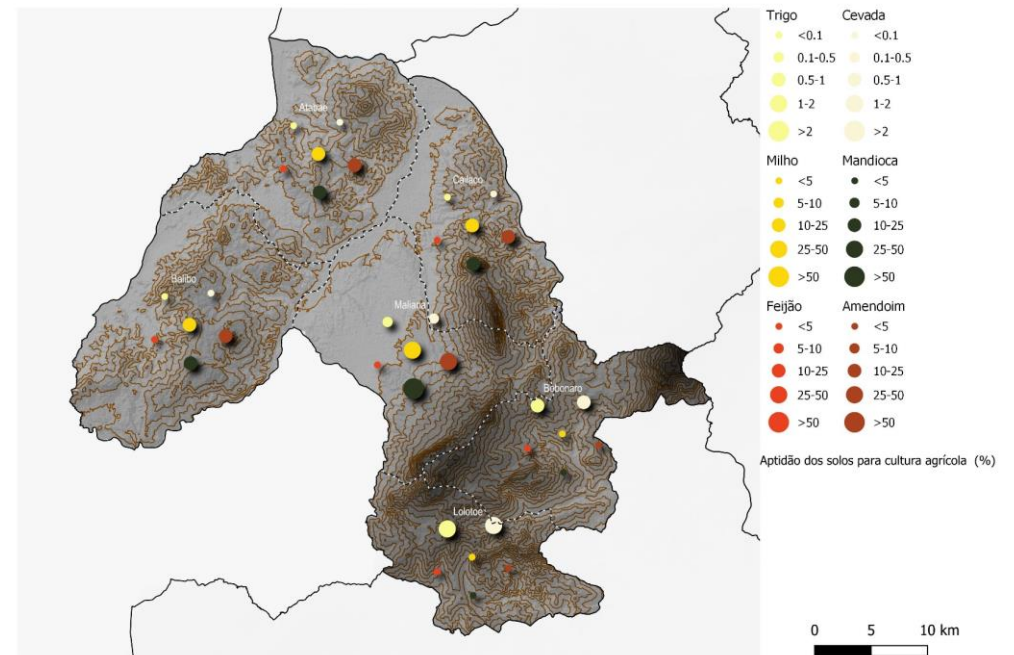 Trigo Cevada
<0.1 <0.1
0.1-0.5 0.1-0.5
0.5-1 0.5-1
1-2 1-2
>2 >2
Milho Mandioca
<5 <5
5-10 5-10
10-25 10-25
25-50 25-50
>50 >50
Feijão Amendoim
<5 <5
5-10 5-10
10-25 10-25
25-50 25-50
>50 >50
Aptidão dos solos para cultura agrícola (%)
Atabae
Cailaco
Balibo
Maliana
Bobonaro
Lolotoe
0 5 10 km